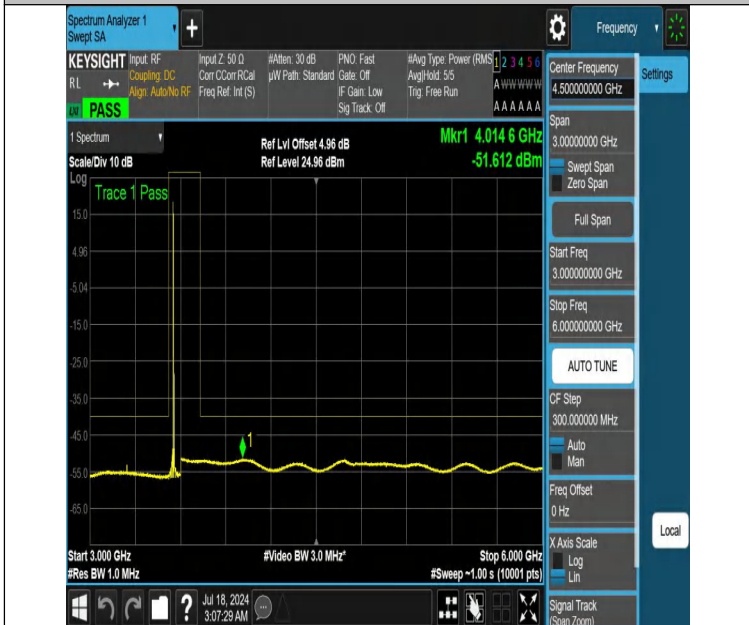 Spectrum Analyzer 1
Swept SA
Frequency
KEYSIGHT
RL
PASS
Input: RF
Coupling: DC
Align: Auto/No RF
Input Z: 50 Ω
Corr CCorr RCal
Freq Ref: Int (S)
#Atten: 30 dB
µW Path: Standard
PNO: Fast
Gate: Off
IF Gain: Low
Sig Track: Off
#Avg Type: Power (RMS
Avg|Hold: 5/5
Trig: Free Run
1 2 3 4 5 6
A W W W W W
A A A A A A
1 Spectrum
Scale/Div 10 dB
Log
Ref Lvl Offset 4.96 dB
Ref Level 24.96 dBm
Mkr1 4.014 6 GHz
-51.612 dBm
Trace 1 Pass
15.0
4.96
-5.04
-15.0
-25.0
-35.0
-45.0
-55.0
-65.0
1
Start 3.000 GHz
#Res BW 1.0 MHz
#Video BW 3.0 MHz*
Stop 6.000 GHz
#Sweep ~1.00 s (10001 pts)
Jul 18, 2024
3:07:29 AM
Center Frequency
4.500000000 GHz
Settings
Span
3.00000000 GHz
Swept Span
Zero Span
Full Span
Start Freq
3.000000000 GHz
Stop Freq
6.000000000 GHz
AUTO TUNE
CF Step
300.000000 MHz
Auto
Man
Freq Offset
0 Hz
X Axis Scale
Log
Lin
Local
Signal Track
(Span Zoom)